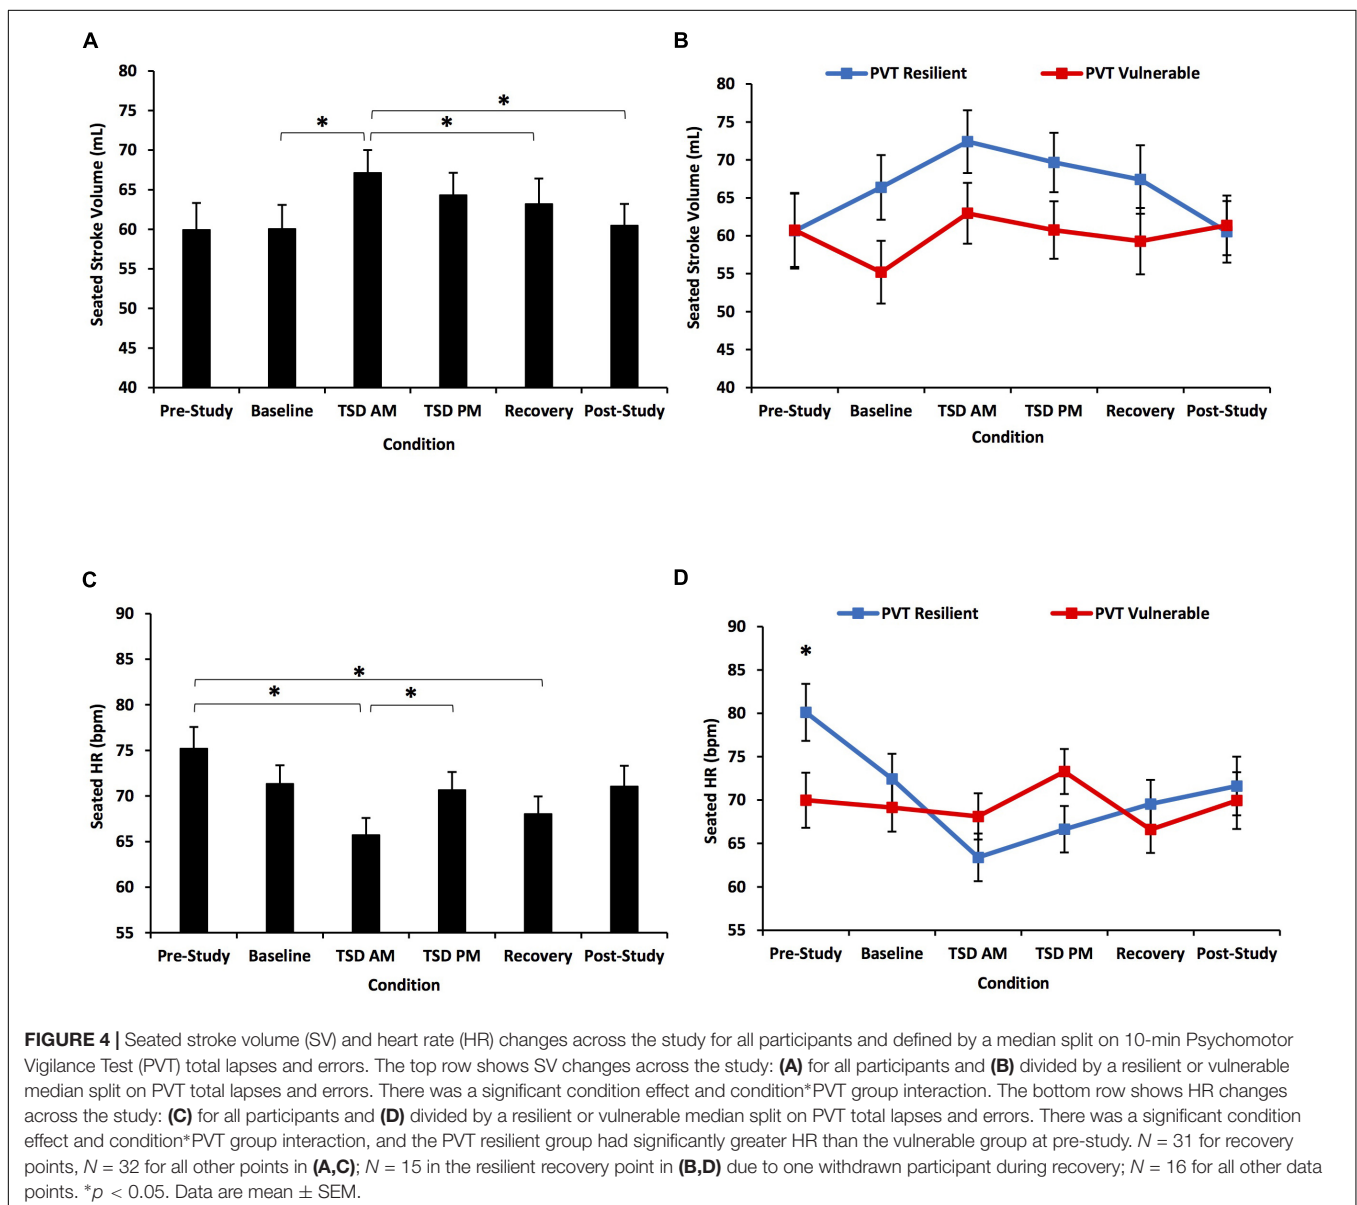 A
80
75
70
65
60
55
50
45
40
Seated Stroke Volume (mL)
*
*
*
Pre-Study Baseline TSD AM TSD PM Recovery Post-Study
Condition
B
PVT Resilient PVT Vulnerable
80
75
70
65
60
55
50
45
40
Seated Stroke Volume (mL)
Pre-Study Baseline TSD AM TSD PM Recovery Post-Study
Condition
C
90
85
80
75
70
65
60
55
Seated HR (bpm)
*
*
*
Pre-Study Baseline TSD AM TSD PM Recovery Post-Study
Condition
D
PVT Resilient PVT Vulnerable
90
85
80
75
70
65
60
55
Seated HR (bpm)
*
Pre-Study Baseline TSD AM TSD PM Recovery Post-Study
Condition
FIGURE 4 | Seated stroke volume (SV) and heart rate (HR) changes across the study for all participants and defined by a median split on 10-min Psychomotor
Vigilance Test (PVT) total lapses and errors. The top row shows SV changes across the study: (A) for all participants and (B) divided by a resilient or vulnerable
median split on PVT total lapses and errors. There was a significant condition effect and condition*PVT group interaction. The bottom row shows HR changes
across the study: (C) for all participants and (D) divided by a resilient or vulnerable median split on PVT total lapses and errors. There was a significant condition
effect and condition*PVT group interaction, and the PVT resilient group had significantly greater HR than the vulnerable group at pre-study. N = 31 for recovery
points, N = 32 for all other points in (A,C); N = 15 in the resilient recovery point in (B,D) due to one withdrawn participant during recovery; N = 16 for all other data
points. *p < 0.05. Data are mean ± SEM.